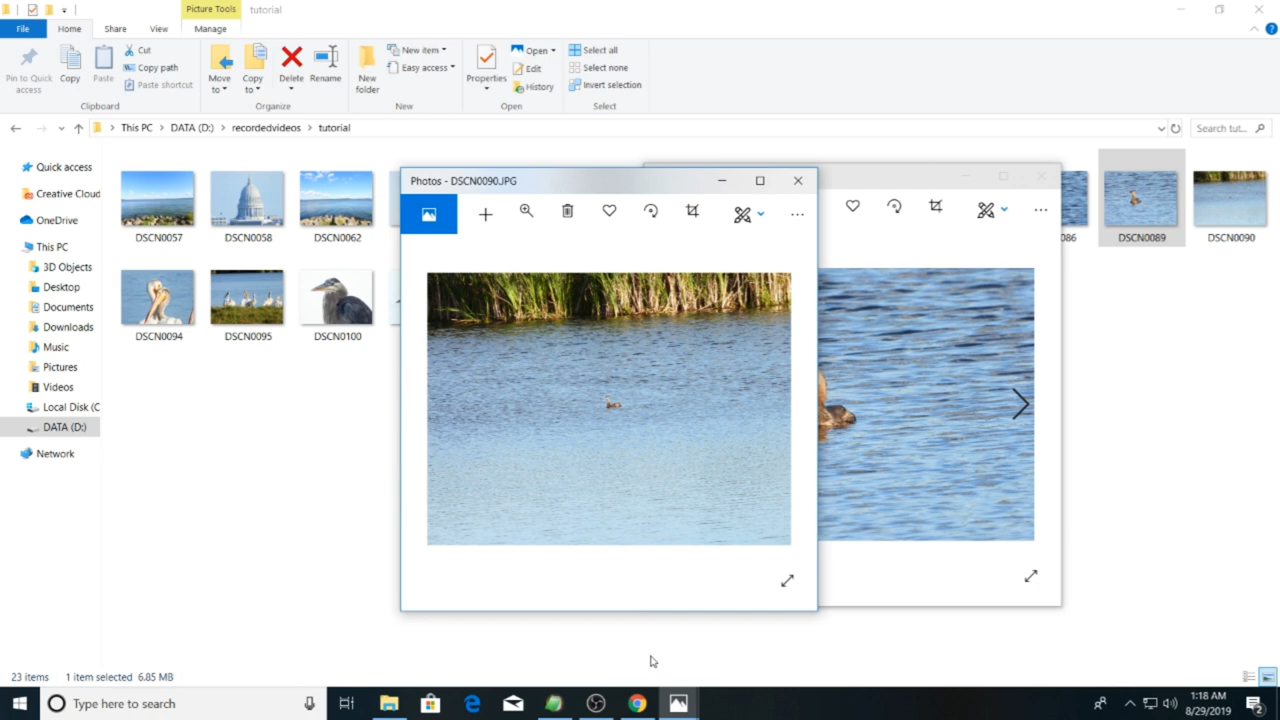 Picture Tools
tutorial
File
Home
Share
View
Manage
Pin to Quick access
Copy
Paste
Cut
Copy path
Paste shortcut
Clipboard
Move to
Copy to
Delete
Rename
Organize
New folder
New item
Easy access
New
Properties
Open
Edit
History
Open
Select all
Select none
Invert selection
Select
This PC
DATA (D:)
recordedvideos
tutorial
Search tut...
Quick access
Creative Cloud
OneDrive
This PC
3D Objects
Desktop
Documents
Downloads
Music
Pictures
Videos
Local Disk (C
DATA (D:)
Network
DSCN0057
DSCN0058
DSCN0062
086
DSCN0089
DSCN0090
DSCN0094
DSCN0095
DSCN0100
Photos - DSCN0090.JPG
23 items
1 item selected 6.85 MB
Type here to search
1:18 AM
8/29/2019
2